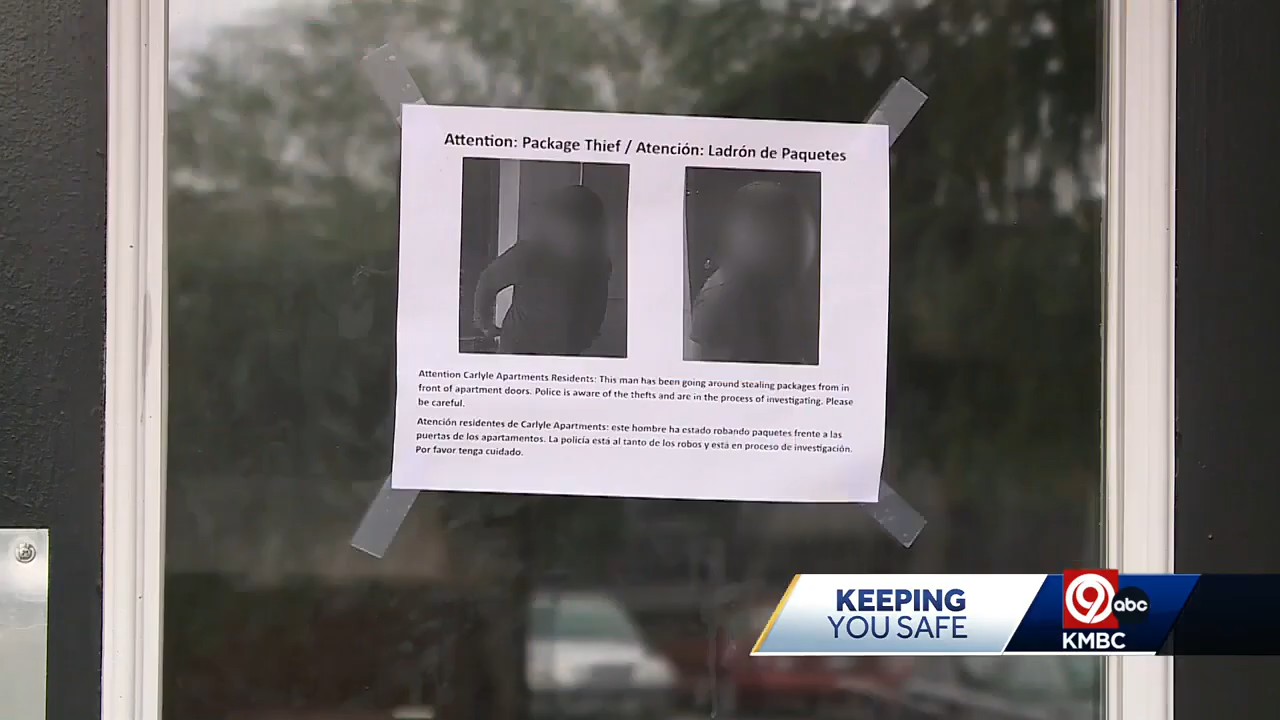 Attention: Package Thief / Atención: Ladrón de Paquetes
Attention Carlyle Apartments Residents: This man has been going around stealing packages from in
front of apartment doors. Police is aware of the thefts and are in the process of investigating. Please
be careful.
Atención residentes de Carlyle Apartments: este hombre ha estado robando paquetes frente a las
puertas de los apartamentos. La policía está al tanto de los robos y está en proceso de investigación.
Por favor tenga cuidado.
KEEPING
YOU SAFE
9 abc
KMBC